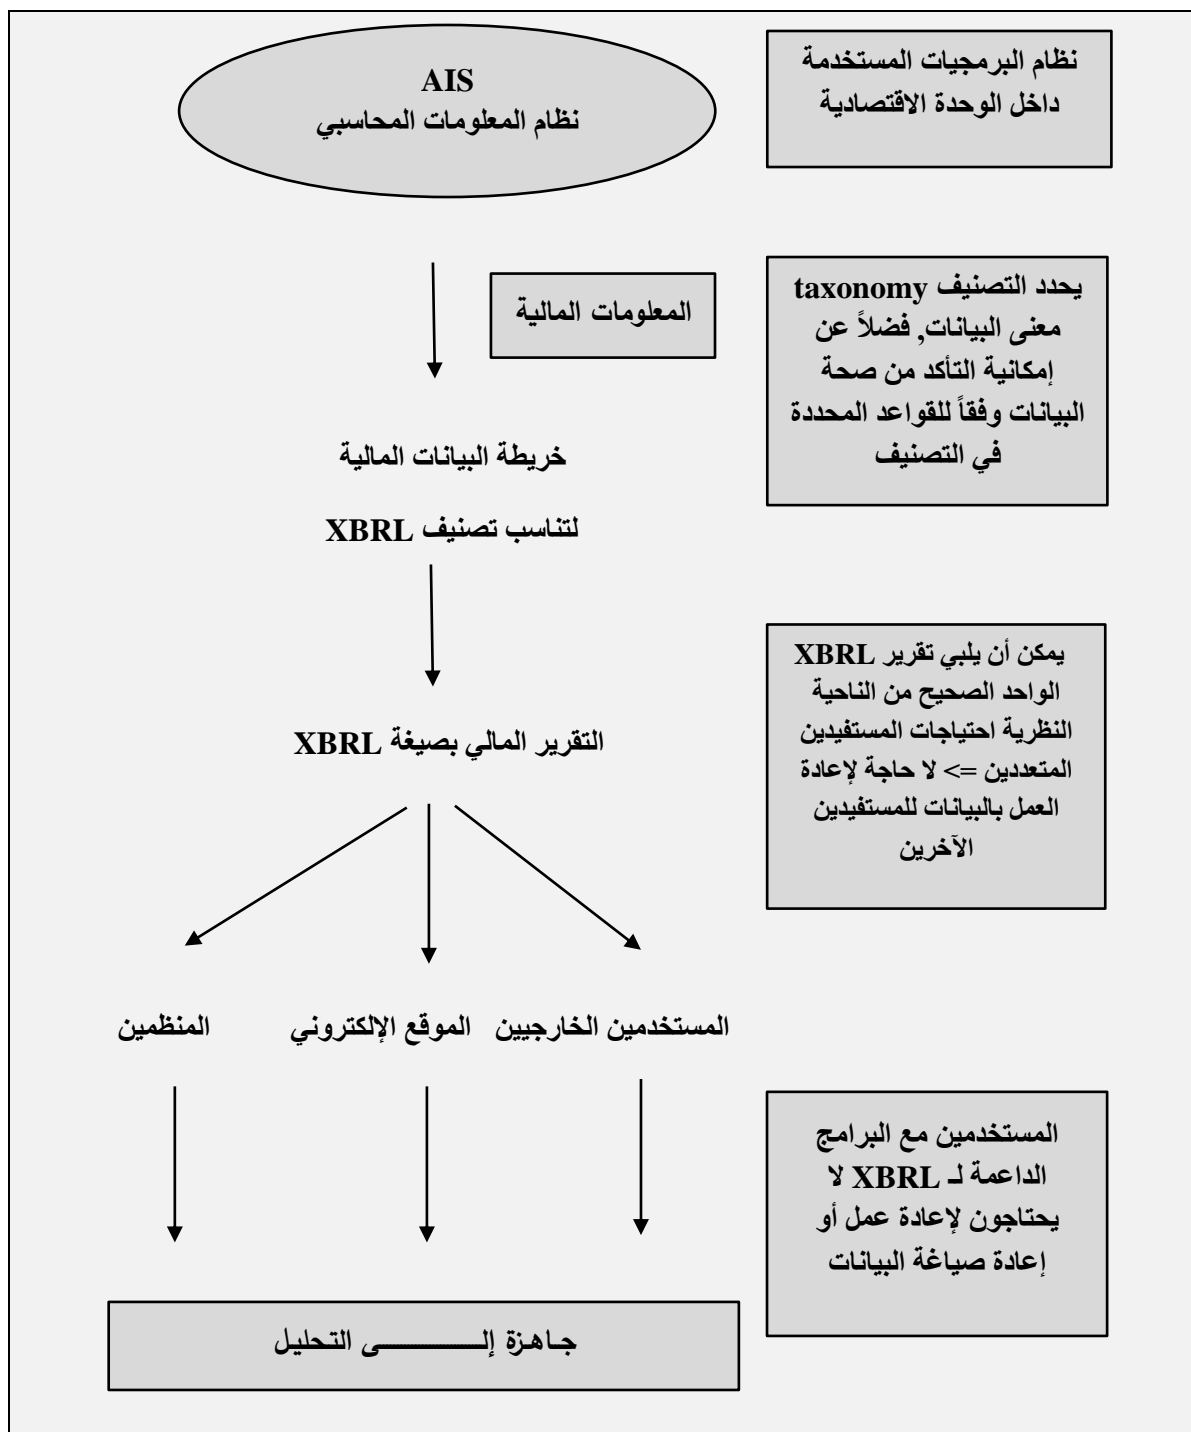 نظام البرمجيات المستخدمة
داخل الوحدة الاقتصادية
AIS
نظام المعلومات المحاسبي
يحدد التصنيف taxonomy
معنى البيانات, فضلاً عن
إمكانية التأكد من صحة
البيانات وفقاً للقواعد المحددة
في التصنيف
المعلومات المالية
خريطة البيانات المالية
لتناسب تصنيف XBRL
يمكن أن يلبي تقرير XBRL
الواحد الصحيح من الناحية
النظرية احتياجات المستفيدين
المتعددين => لا حاجة لإعادة
العمل بالبيانات للمستفيدين
الآخرين
التقرير المالي بصيغة XBRL
المستخدمين الخارجيين الموقع الإلكتروني المنظمين
المستخدمين مع البرامج
الداعمة لـ XBRL لا
يحتاجون لإعادة عمل أو
إعادة صياغة البيانات
جـاهـزة إلـــــــــــى التحليل